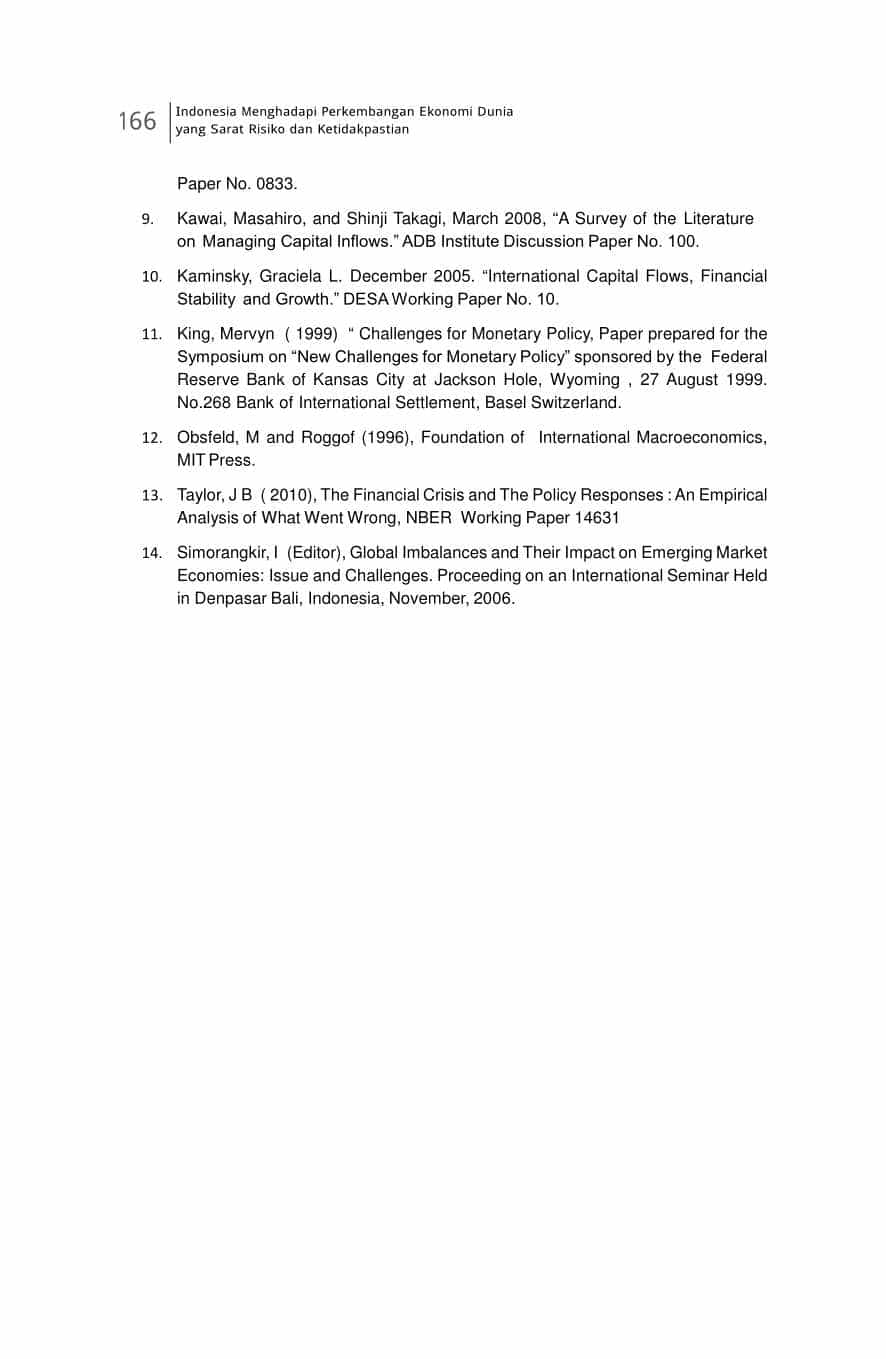 166
Indonesia Menghadapi Perkembangan Ekonomi Dunia
yang Sarat Risiko dan Ketidakpastian
Paper No. 0833.
9. Kawai, Masahiro, and Shinji Takagi, March 2008, “A Survey of the Literature
on Managing Capital Inflows.” ADB Institute Discussion Paper No. 100.
10. Kaminsky, Graciela L. December 2005. “International Capital Flows, Financial
Stability and Growth.” DESA Working Paper No. 10.
11. King, Mervyn ( 1999) “ Challenges for Monetary Policy, Paper prepared for the
Symposium on “New Challenges for Monetary Policy” sponsored by the Federal
Reserve Bank of Kansas City at Jackson Hole, Wyoming , 27 August 1999.
No.268 Bank of International Settlement, Basel Switzerland.
12. Obsfeld, M and Roggof (1996), Foundation of International Macroeconomics,
MIT Press.
13. Taylor, J B ( 2010), The Financial Crisis and The Policy Responses : An Empirical
Analysis of What Went Wrong, NBER Working Paper 14631
14. Simorangkir, I (Editor), Global Imbalances and Their Impact on Emerging Market
Economies: Issue and Challenges. Proceeding on an International Seminar Held
in Denpasar Bali, Indonesia, November, 2006.